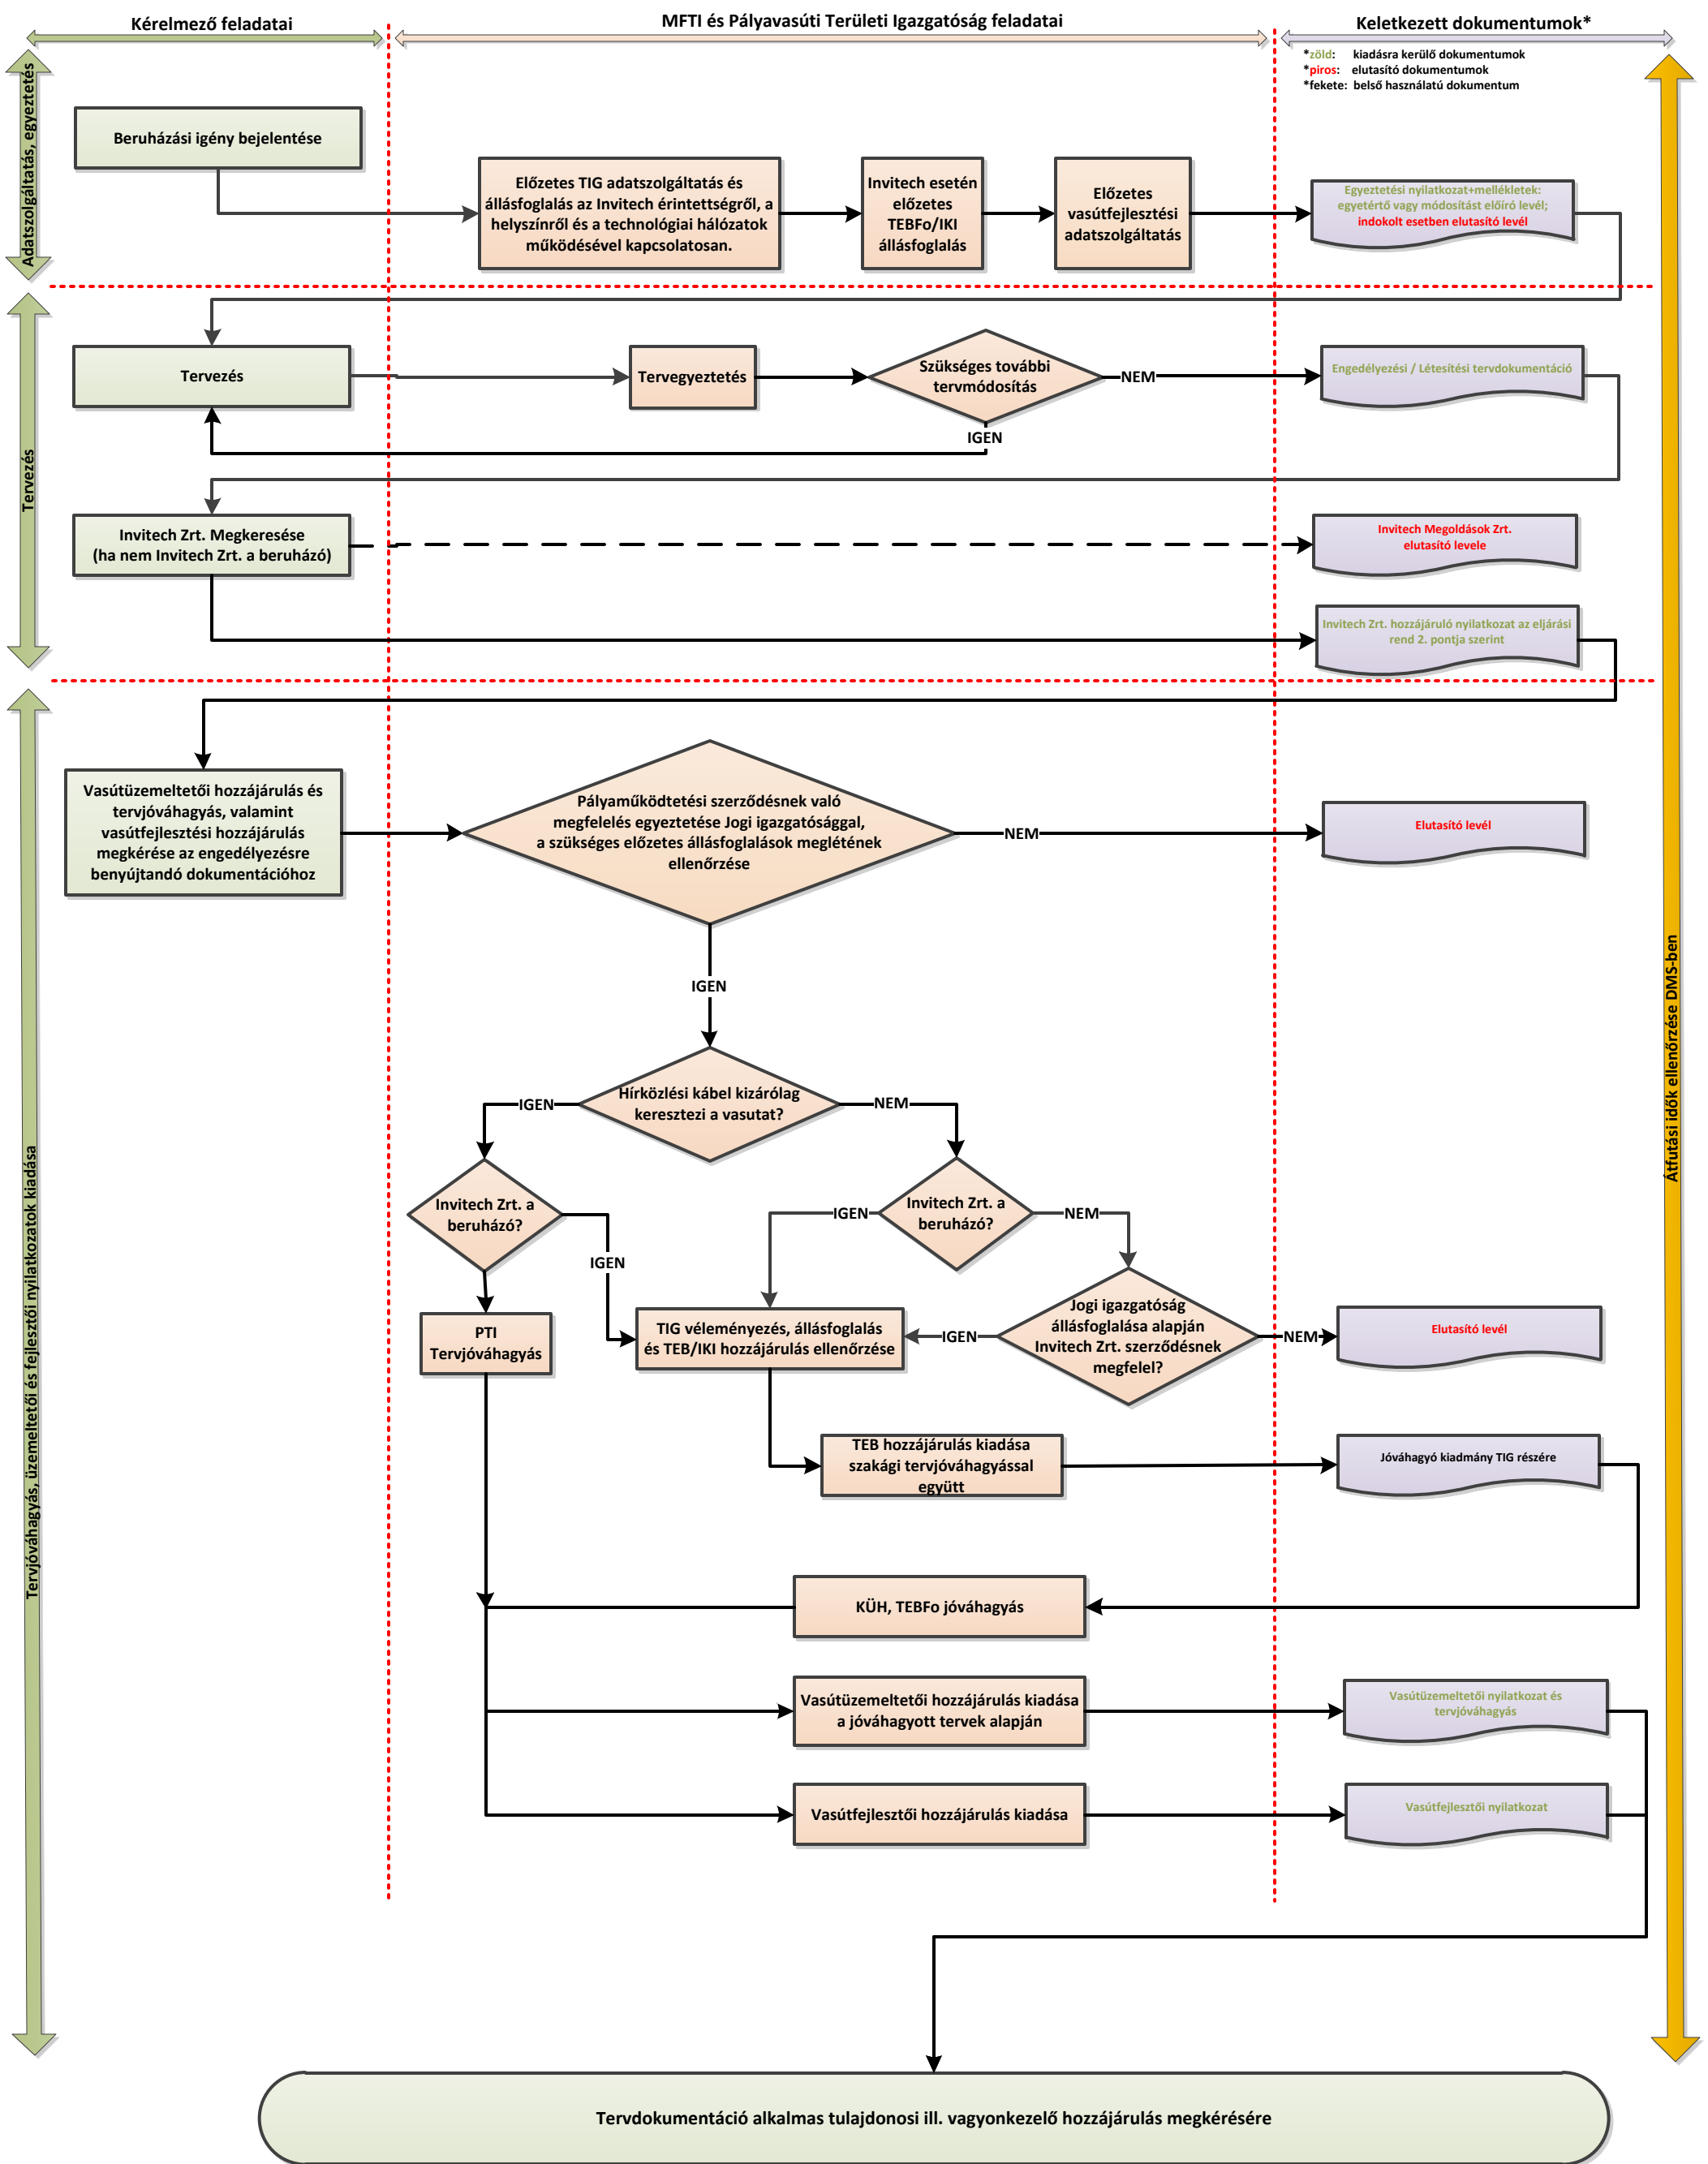 Kérelmező feladatai
MFTI és Pályavasúti Területi Igazgatóság feladatai
Keletkezett dokumentumok*
*zöld: kiadásra kerülő dokumentumok
*piros: elutasító dokumentumok
*fekete: belső használatú dokumentum
Adatszolgáltatás, egyeztetés
Beruházási igény bejelentése
Előzetes TIG adatszolgáltatás és
állásfoglalás az Invitech érintettségről, a
helyszínről és a technológiai hálózatok
működésével kapcsolatosan.
Invitech esetén
előzetes
TEBFo/IKI
állásfoglalás
Előzetes
vasútfejlesztési
adatszolgáltatás
Egyeztetési nyilatkozat+mellékletek:
egyetértő vagy módosítást előíró levél;
indokolt esetben elutasító levél
Tervezés
Tervezés
Tervegyeztetés
Szükséges további
tervmódosítás
NEM
IGEN
Engedélyezési / Létesítési tervdokumentáció
Invitech Zrt. Megkeresése
(ha nem Invitech Zrt. a beruházó)
Invitech Megoldások Zrt.
elutasító levele
Invitech Zrt. hozzájáruló nyilatkozat az eljárási
rend 2. pontja szerint
Tervjóváhagyás, üzemeltetői és fejlesztői nyilatkozatok kiadása
Átfutási idők ellenőrzése DMS-ben
Vasútüzemeltetői hozzájárulás és
tervjóváhagyás, valamint
vasútfejlesztési hozzájárulás
megkérése az engedélyezésre
benyújtandó dokumentációhoz
Pályaműködtetési szerződésnek való
megfelelés egyeztetése Jogi igazgatósággal,
a szükséges előzetes állásfoglalások meglétének
ellenőrzése
NEM
Elutasító levél
IGEN
Hírközlési kábel kizárólag
keresztezi a vasutat?
IGEN
NEM
Invitech Zrt. a
beruházó?
IGEN
Invitech Zrt. a
beruházó?
IGEN
NEM
PTI
Tervjóváhagyás
TIG véleményezés, állásfoglalás
és TEB/IKI hozzájárulás ellenőrzése
IGEN
Jogi igazgatóság
állásfoglalása alapján
Invitech Zrt. szerződésnek
megfelel?
NEM
Elutasító levél
TEB hozzájárulás kiadása
szakági tervjóváhagyással
együtt
Jóváhagyó kiadmány TIG részére
KÜH, TEBFo jóváhagyás
Vasútüzemeltetői hozzájárulás kiadása
a jóváhagyott tervek alapján
Vasútüzemeltetői nyilatkozat és
tervjóváhagyás
Vasútfejlesztői hozzájárulás kiadása
Vasútfejlesztői nyilatkozat
Tervdokumentáció alkalmas tulajdonosi ill. vagyonkezelő hozzájárulás megkérésére